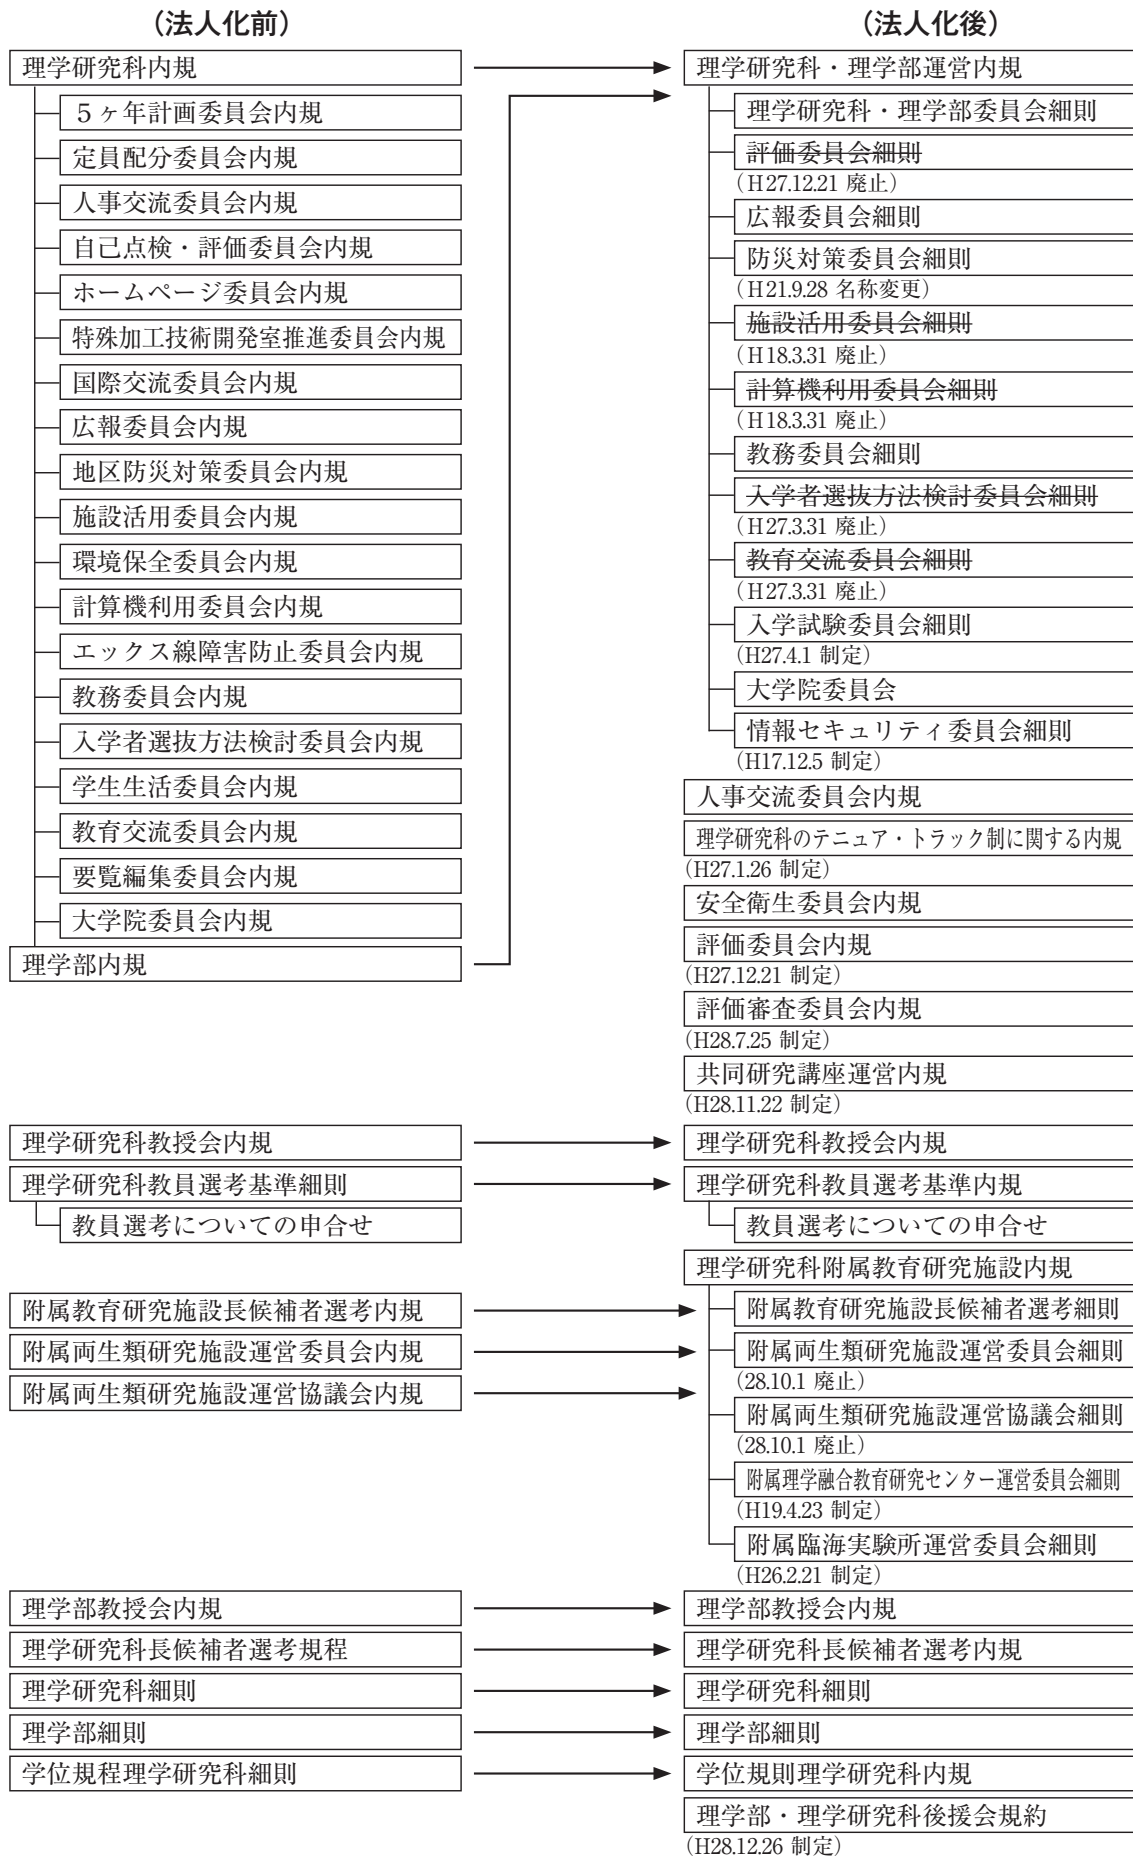 （法人化前）
理学研究科内規
５ヶ年計画委員会内規
定員配分委員会内規
人事交流委員会内規
自己点検・評価委員会内規
ホームページ委員会内規
特殊加工技術開発室推進委員会内規
国際交流委員会内規
広報委員会内規
地区防災対策委員会内規
施設活用委員会内規
環境保全委員会内規
計算機利用委員会内規
エックス線障害防止委員会内規
教務委員会内規
入学者選抜方法検討委員会内規
学生生活委員会内規
教育交流委員会内規
要覧編集委員会内規
大学院委員会内規
理学部内規
理学研究科教授会内規
理学研究科教員選考基準細則
教員選考についての申合せ
附属教育研究施設長候補者選考内規
附属両生類研究施設運営委員会内規
附属両生類研究施設運営協議会内規
理学部教授会内規
理学研究科長候補者選考規程
理学研究科細則
理学部細則
学位規程理学研究科細則
（法人化後）
理学研究科・理学部運営内規
理学研究科・理学部委員会細則
評価委員会細則
（H27.12.21 廃止）
広報委員会細則
防災対策委員会細則
（H21.9.28 名称変更）
施設活用委員会細則
（H18.3.31 廃止）
計算機利用委員会細則
（H18.3.31 廃止）
教務委員会細則
入学者選抜方法検討委員会細則
（H27.3.31 廃止）
教育交流委員会細則
（H27.3.31 廃止）
入学試験委員会細則
（H27.4.1 制定）
大学院委員会
情報セキュリティ委員会細則
（H17.12.5 制定）
人事交流委員会内規
理学研究科のテニュア・トラック制に関する内規
（H27.1.26 制定）
安全衛生委員会内規
評価委員会内規
（H27.12.21 制定）
評価審査委員会内規
（H28.7.25 制定）
共同研究講座運営内規
（H28.11.22 制定）
理学研究科教授会内規
理学研究科教員選考基準内規
教員選考についての申合せ
理学研究科附属教育研究施設内規
附属教育研究施設長候補者選考細則
附属両生類研究施設運営委員会細則
（28.10.1 廃止）
附属両生類研究施設運営協議会細則
（28.10.1 廃止）
附属理学融合教育研究センター運営委員会細則
（H19.4.23 制定）
附属臨海実験所運営委員会細則
（H26.2.21 制定）
理学部教授会内規
理学研究科長候補者選考内規
理学研究科細則
理学部細則
学位規則理学研究科内規
理学部・理学研究科後援会規約
（H28.12.26 制定）